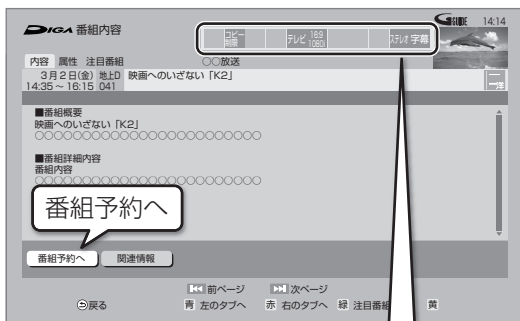 DIGA 番組内容
コピー制限
テレビ 16:9 1080i
ステレオ 字幕
G-GUIDE 14:14
内容 属性 注目番組
○○放送
3月2日(金) 地上D 映画へのいざない「K2」
14:35～16:15 041
■番組概要
映画へのいざない「K2」
○○○○○○○○○○○○○○○○○○○○○○○○
■番組詳細内容
番組内容
○○○○○○○○○○○○○○○○○○○○○○○○
番組予約へ
番組予約へ 関連情報
前ページ 次ページ
戻る 青 左のタブへ 赤 右のタブへ 緑 注目番組 黄